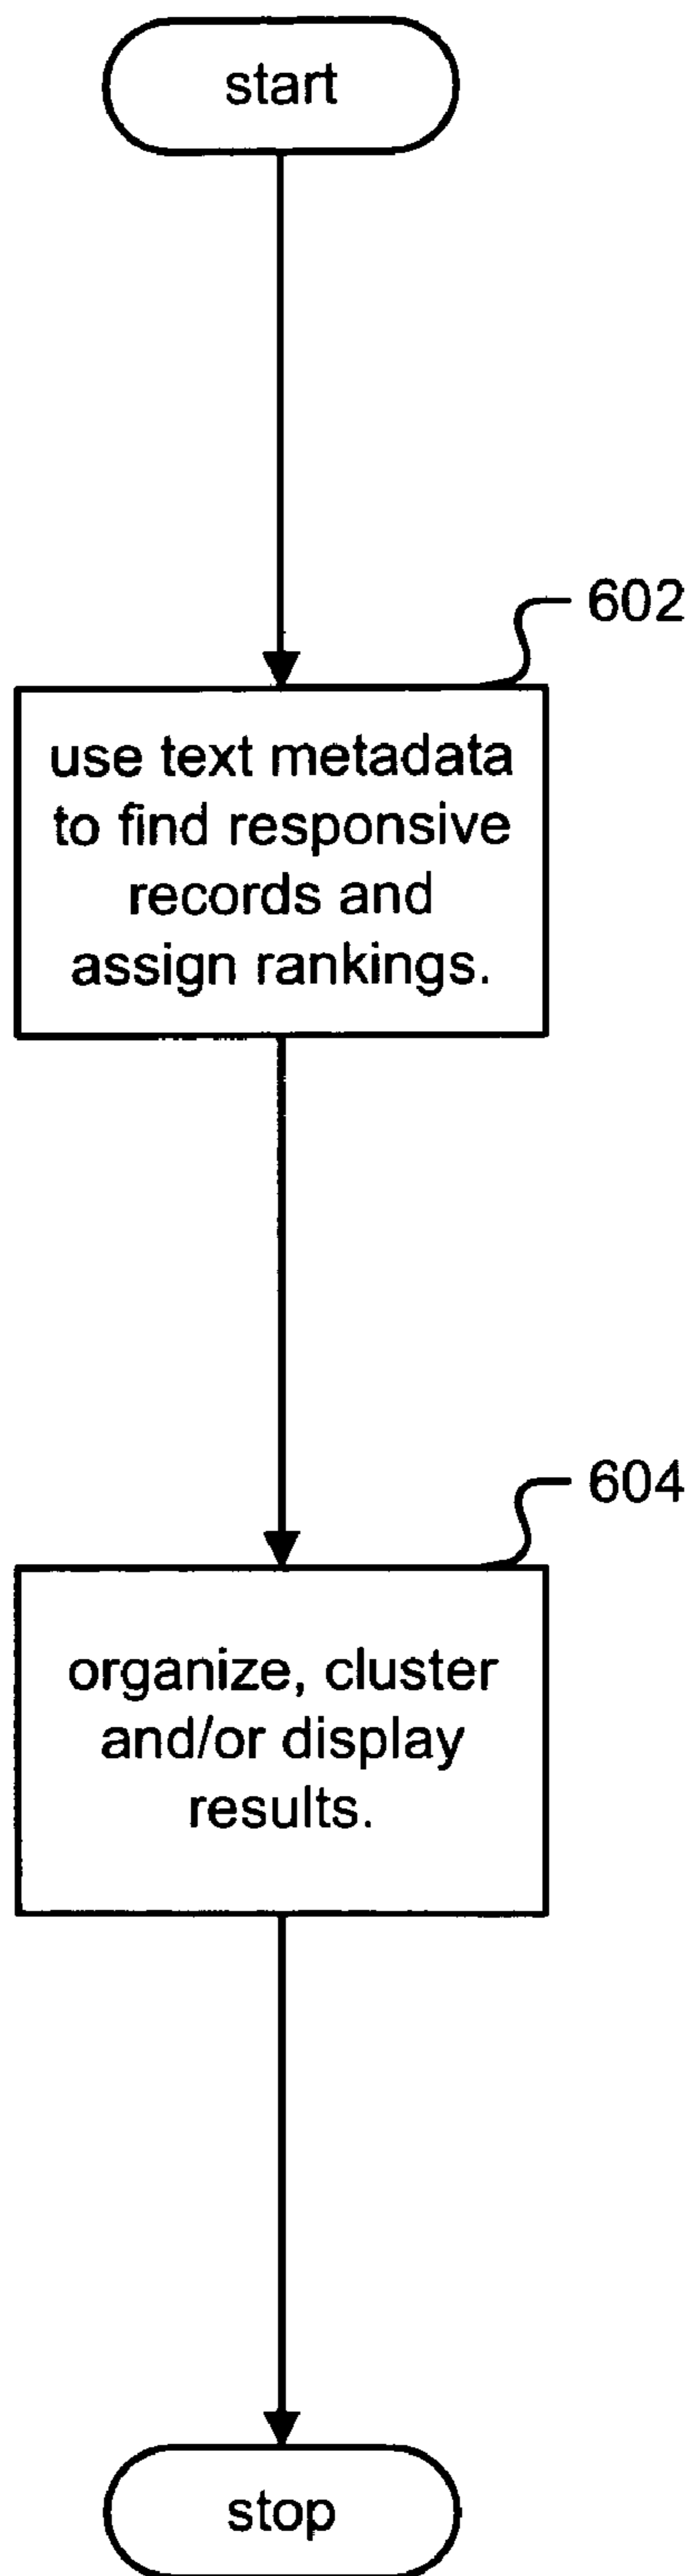 start
602
use text metadata
to find responsive
records and
assign rankings.
604
organize, cluster
and/or display
results.
stop